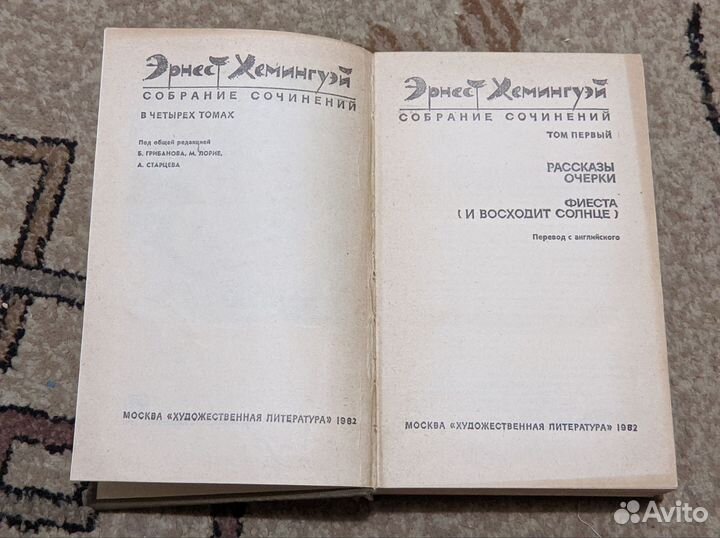 Эрнест Хемингуэй
СОБРАНИЕ СОЧИНЕНИЙ
В ЧЕТЫРЕХ ТОМАХ
Под общей редакцией
Б. ГРИБАНОВА, М. ЛОРИЕ,
А. СТАРЦЕВА
МОСКВА «ХУДОЖЕСТВЕННАЯ ЛИТЕРАТУРА» 1982
Эрнест Хемингуэй
СОБРАНИЕ СОЧИНЕНИЙ
ТОМ ПЕРВЫЙ
РАССКАЗЫ
ОЧЕРКИ
ФИЕСТА
(И ВОСХОДИТ СОЛНЦЕ)
Перевод с английского
МОСКВА «ХУДОЖЕСТВЕННАЯ ЛИТЕРАТУРА» 1982
Avito